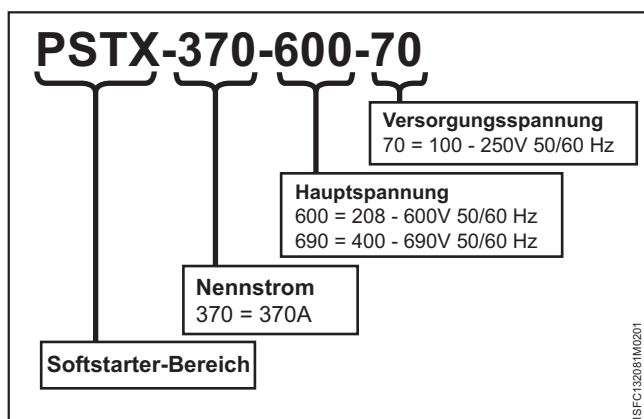 PSTX-370-600-70
Versorgungsspannung
70 = 100 - 250V 50/60 Hz
Hauptspannung
600 = 208 - 600V 50/60 Hz
690 = 400 - 690V 50/60 Hz
Nennstrom
370 = 370A
Softstarter-Bereich
ISFC132081M0201